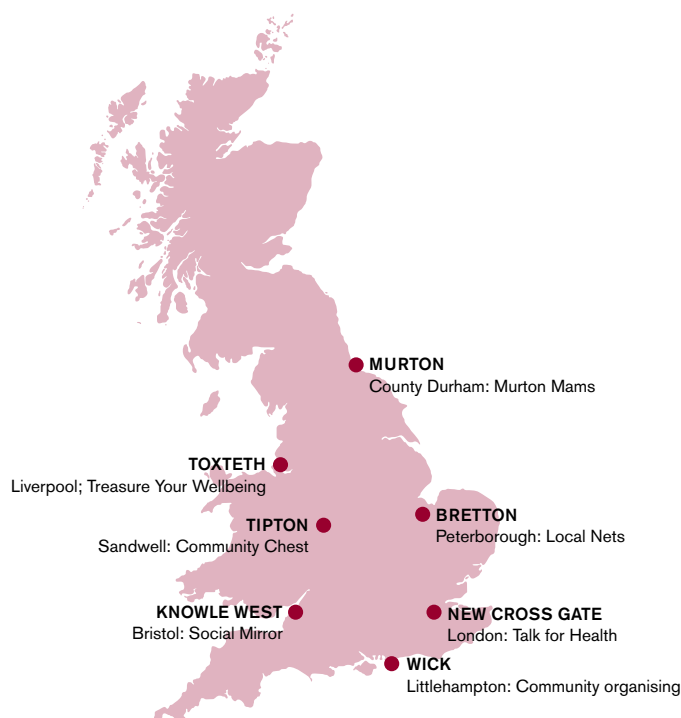 MURTON
County Durham: Murton Mams
TOXTETH
Liverpool; Treasure Your Wellbeing
BRETTON
Peterborough: Local Nets
TIPTON
Sandwell: Community Chest
KNOWLE WEST
Bristol: Social Mirror
NEW CROSS GATE
London: Talk for Health
WICK
Littlehampton: Community organising